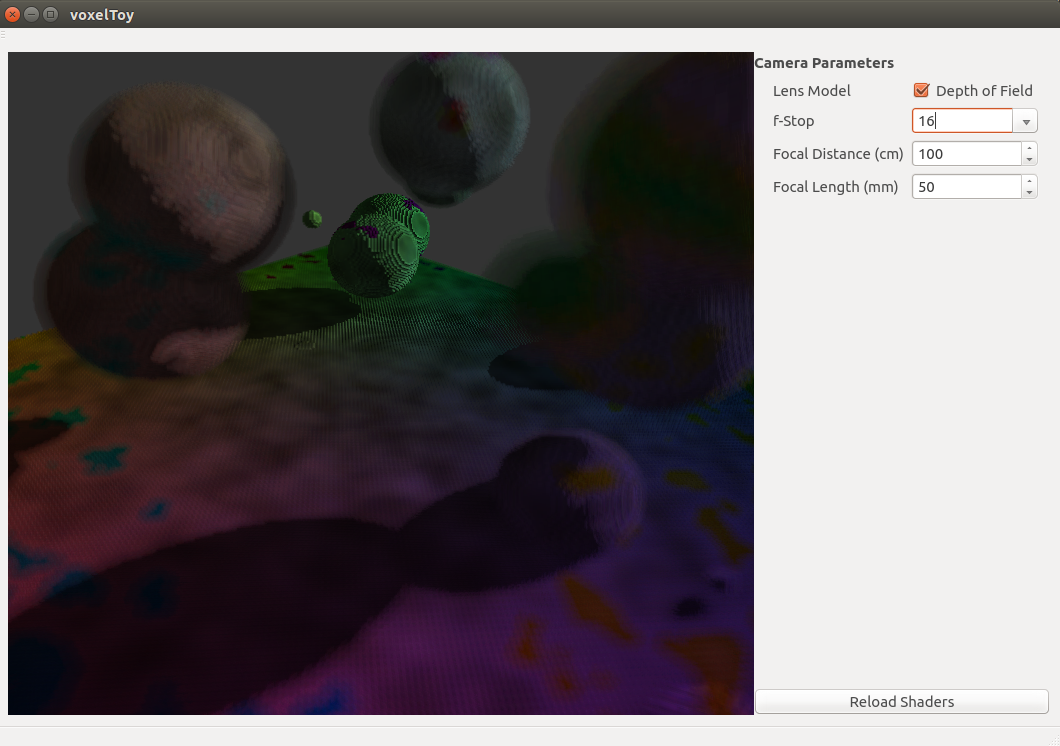 voxelToy
Camera Parameters
Lens Model Depth of Field
f-Stop 16
Focal Distance (cm) 100
Focal Length (mm) 50
Reload Shaders